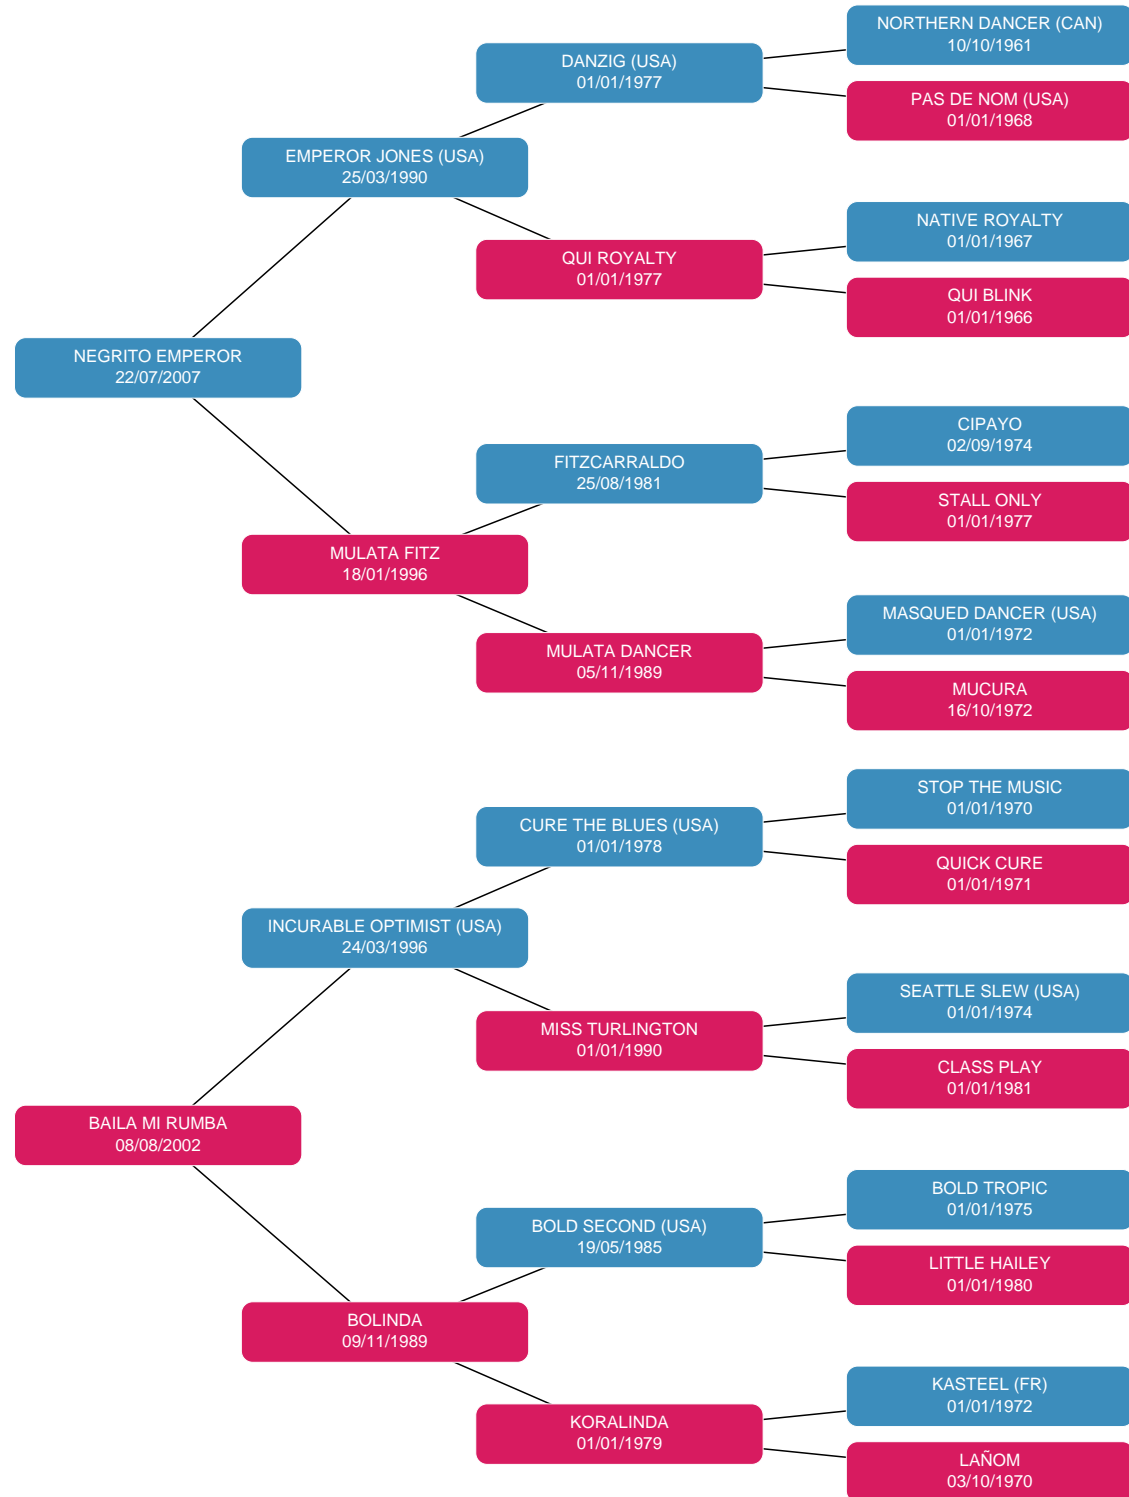 NORTHERN DANCER (CAN)
10/10/1961
DANZIG (USA)
01/01/1977
PAS DE NOM (USA)
01/01/1968
EMPEROR JONES (USA)
25/03/1990
NATIVE ROYALTY
01/01/1967
QUI ROYALTY
01/01/1977
QUI BLINK
01/01/1966
NEGRITO EMPEROR
22/07/2007
CIPAYO
02/09/1974
FITZCARRALDO
25/08/1981
STALL ONLY
01/01/1977
MULATA FITZ
18/01/1996
MASQUED DANCER (USA)
01/01/1972
MULATA DANCER
05/11/1989
MUCURA
16/10/1972
STOP THE MUSIC
01/01/1970
CURE THE BLUES (USA)
01/01/1978
QUICK CURE
01/01/1971
INCURABLE OPTIMIST (USA)
24/03/1996
SEATTLE SLEW (USA)
01/01/1974
MISS TURLINGTON
01/01/1990
CLASS PLAY
01/01/1981
BAILA MI RUMBA
08/08/2002
BOLD TROPIC
01/01/1975
BOLD SECOND (USA)
19/05/1985
LITTLE HAILEY
01/01/1980
BOLINDA
09/11/1989
KASTEEL (FR)
01/01/1972
KORALINDA
01/01/1979
LAÑOM
03/10/1970